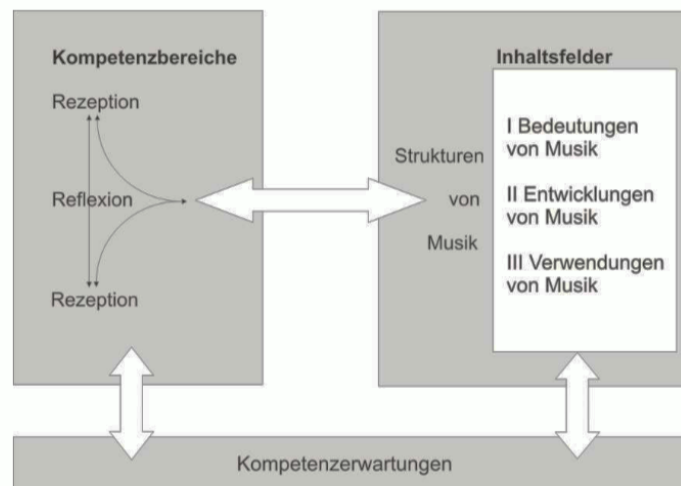 Kompetenzbereiche
Rezeption
Reflexion
Rezeption
Inhaltsfelder
Strukturen
von
Musik
I Bedeutungen
von Musik
II Entwicklungen
von Musik
III Verwendungen
von Musik
Kompetenzerwartungen